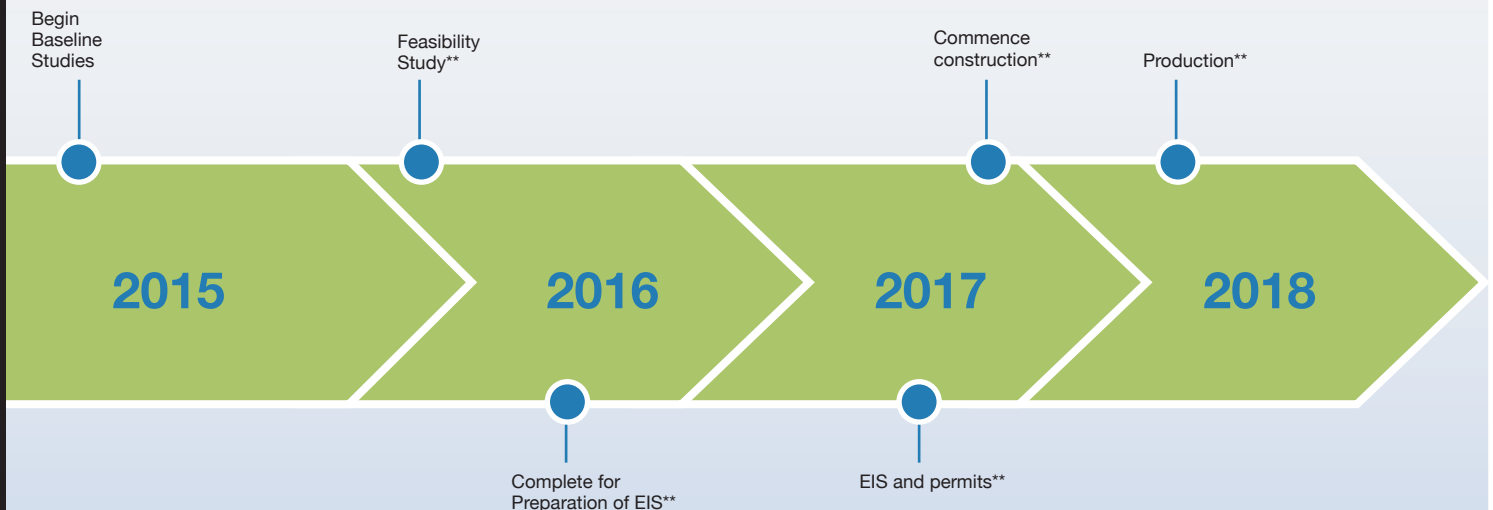 Begin
Baseline
Studies
Feasibility
Study**
Commence
construction**
Production**
2015
2016
2017
2018
Complete for
Preparation of EIS**
EIS and permits**